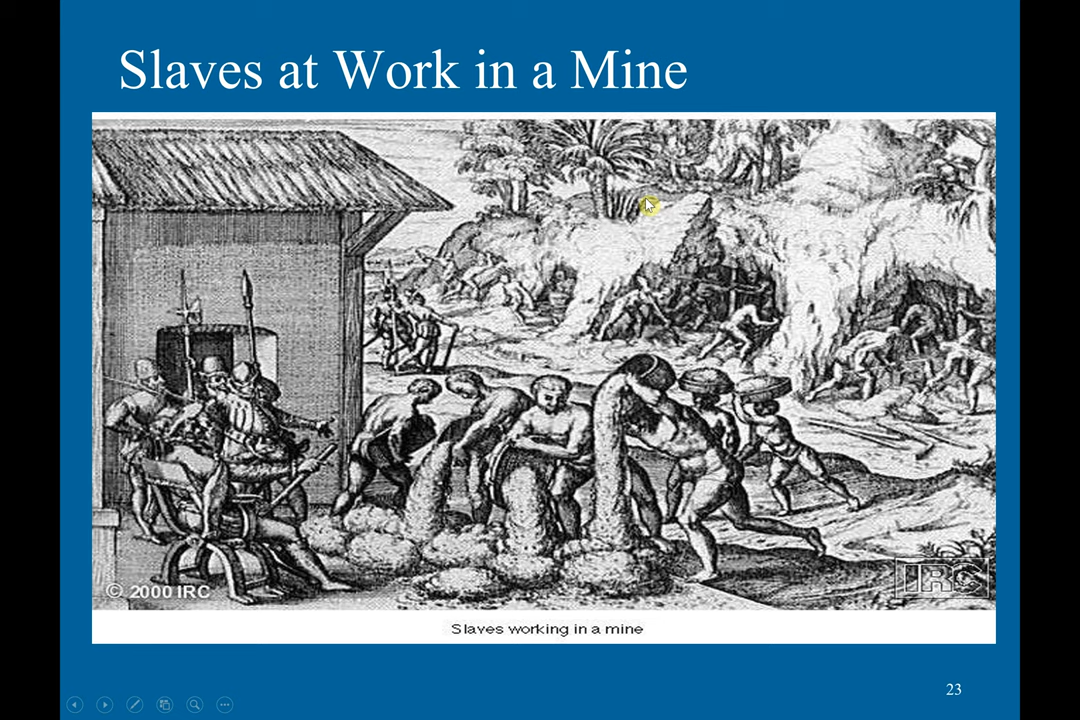 Slaves at Work in a Mine
© 2000 IRC
IRC
Slaves working in a mine
23